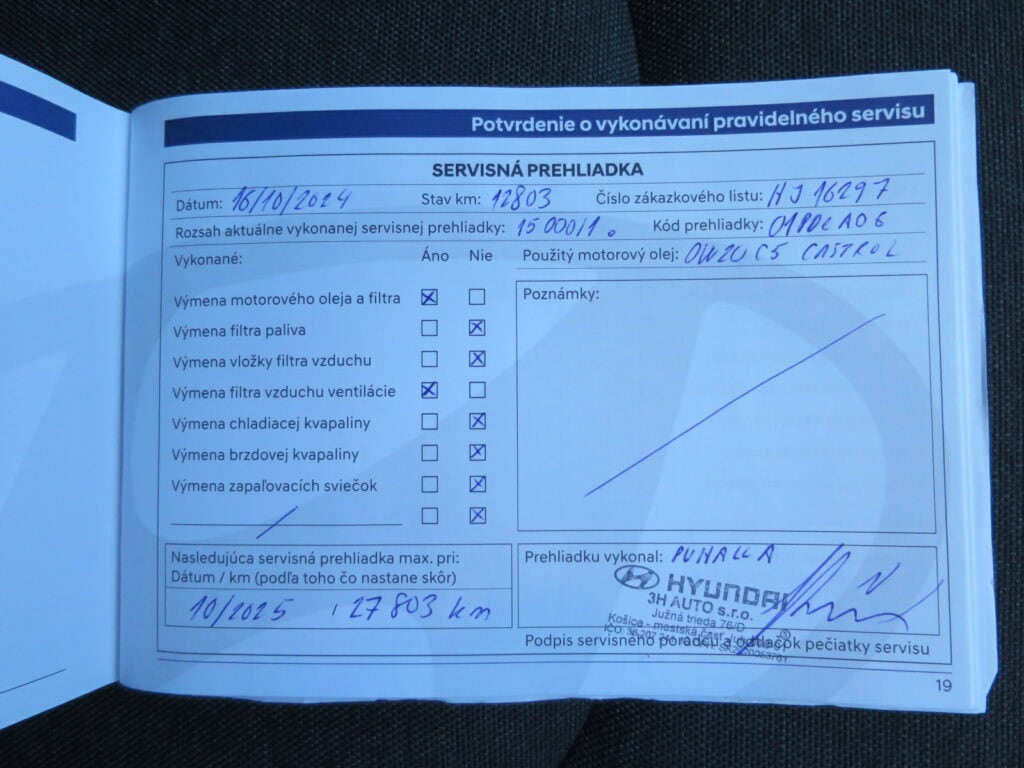 Potvrdenie o vykonávaní pravidelného servisu
SERVISNÁ PREHLIADKA
Dátum: 16/10/2024 Stav km: 12803 Číslo zákazkového listu: HJ 16297
Rozsah aktuálne vykonanej servisnej prehliadky: 15 000/1. Kód prehliadky: 01PDLA06
Vykonané: Áno Nie Použitý motorový olej: 0W20 C5 CASTROL
Výmena motorového oleja a filtra
Výmena filtra paliva
Výmena vložky filtra vzduchu
Výmena filtra vzduchu ventilácie
Výmena chladiacej kvapaliny
Výmena brzdovej kvapaliny
Výmena zapaľovacích sviečok
Poznámky:
Nasledujúca servisná prehliadka max. pri:
Dátum / km (podľa toho čo nastane skôr)
10/2025 / 27803 km
Prehliadku vykonal: PUHALLA
HYUNDAI
3H AUTO s.r.o.
Južná trieda 76/D
Košice - mestská časť
Podpis servisného poradcu a odtlačok pečiatky servisu
19